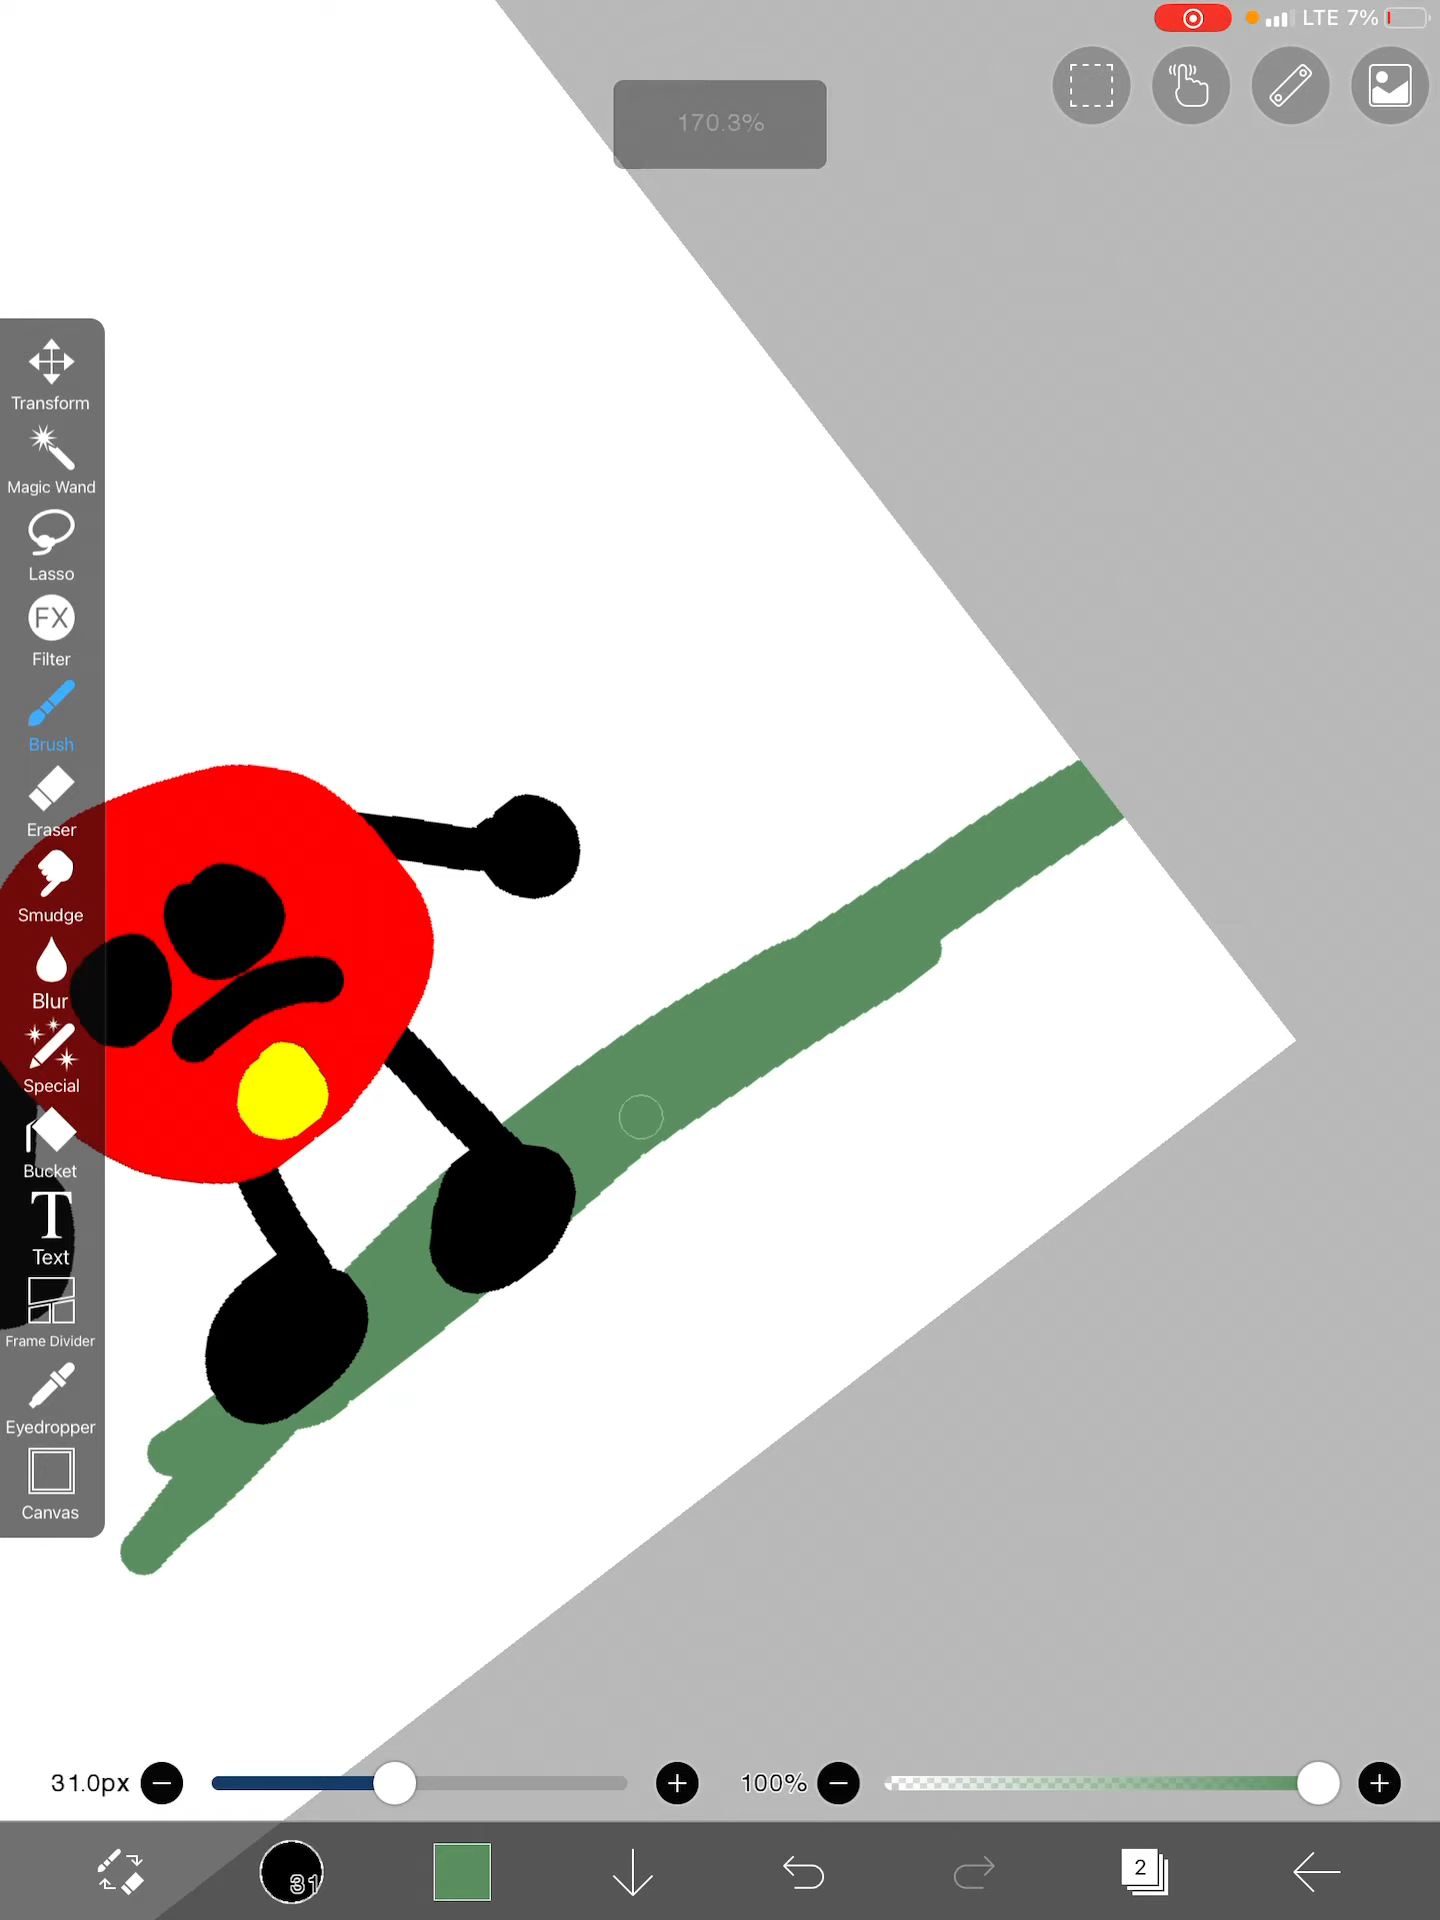 LTE 7%
170.3%
Transform
Magic Wand
Lasso
FX
Filter
Brush
Eraser
Smudge
Blur
Special
Bucket
T
Text
Frame Divider
Eyedropper
Canvas
31.0px
100%
31
2